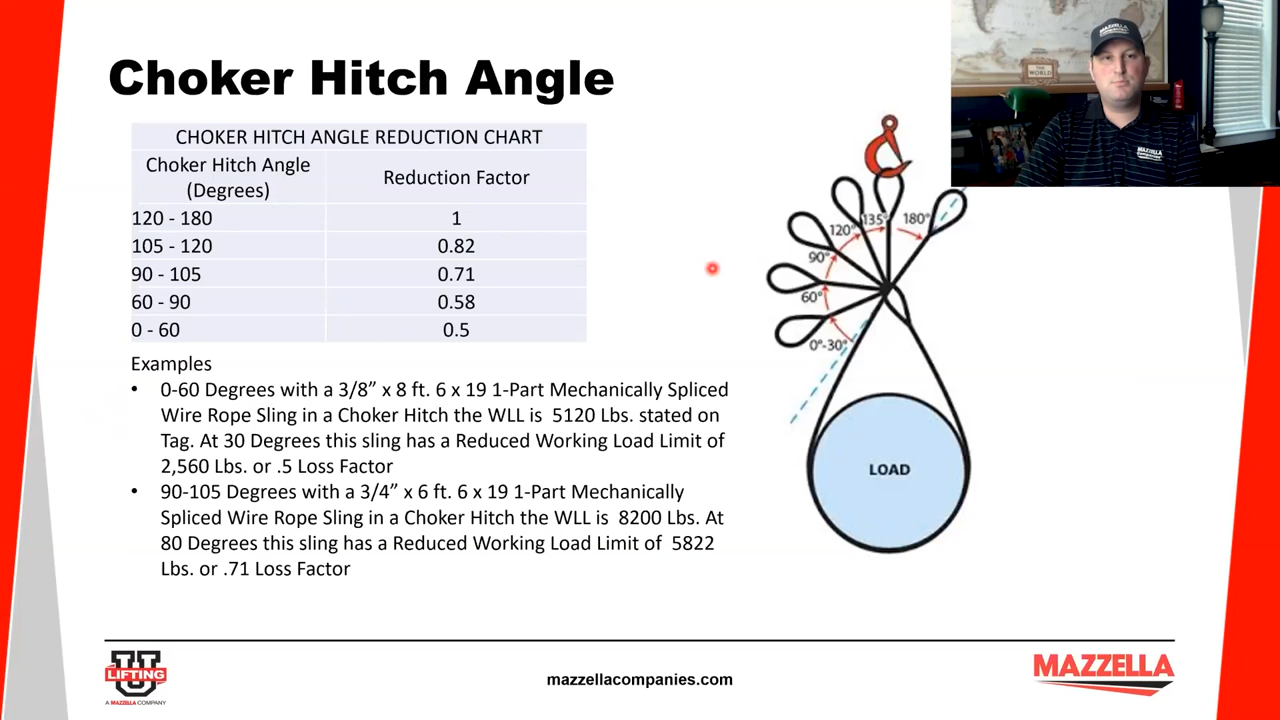 Choker Hitch Angle
CHOKER HITCH ANGLE REDUCTION CHART
Choker Hitch Angle (Degrees) Reduction Factor
120 - 180 1
105 - 120 0.82
90 - 105 0.71
60 - 90 0.58
0 - 60 0.5
Examples
• 0-60 Degrees with a 3/8” x 8 ft. 6 x 19 1-Part Mechanically Spliced
Wire Rope Sling in a Choker Hitch the WLL is 5120 Lbs. stated on
Tag. At 30 Degrees this sling has a Reduced Working Load Limit of
2,560 Lbs. or .5 Loss Factor
• 90-105 Degrees with a 3/4” x 6 ft. 6 x 19 1-Part Mechanically
Spliced Wire Rope Sling in a Choker Hitch the WLL is 8200 Lbs. At
80 Degrees this sling has a Reduced Working Load Limit of 5822
Lbs. or .71 Loss Factor
180°
135°
120°
90°
60°
0°-30°
LOAD
THE
WORLD
MAZZELLA
MAZZELLA
U
LIFTING
A MAZZELLA COMPANY
mazzellacompanies.com
MAZZELLA